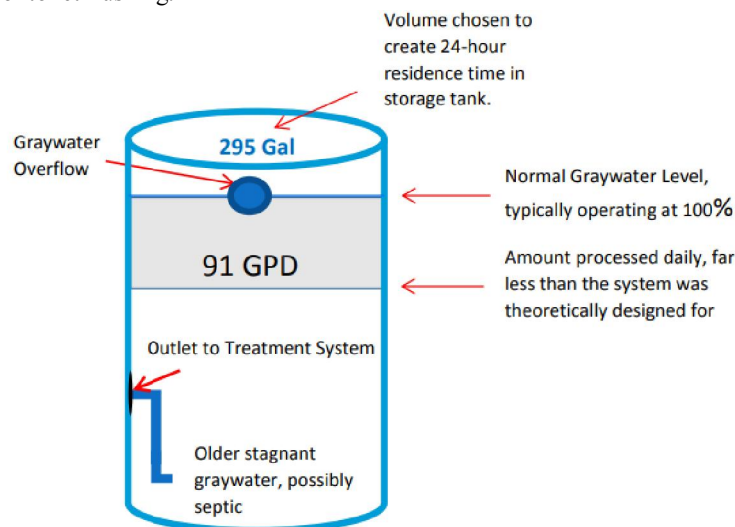 Volume chosen to
create 24-hour
residence time in
storage tank.
Graywater
Overflow
295 Gal
Normal Graywater Level,
typically operating at 100%
91 GPD
Amount processed daily, far
less than the system was
theoretically designed for
Outlet to Treatment System
Older stagnant
graywater, possibly
septic